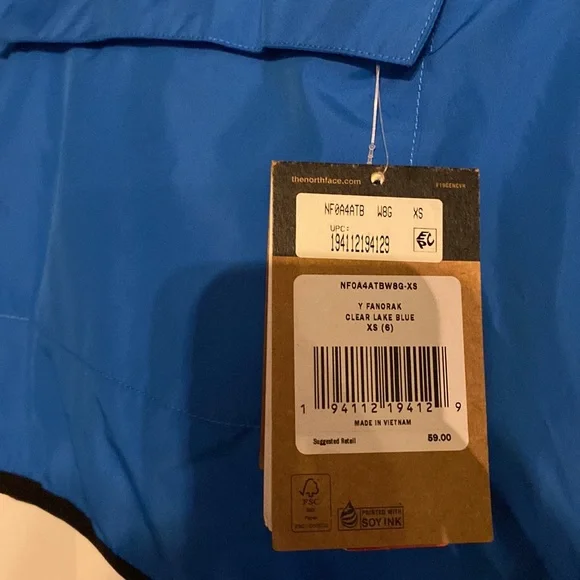 thenorthface.com
NF0A4ATB W8G XS
UPC:
194112194129
NF0A4ATBW8G-XS
Y FANORAK
CLEAR LAKE BLUE
XS (6)
1 94112 19412 9
MADE IN VIETNAM
Suggested Retail 59.00
FSC
PRINTED WITH
SOY INK